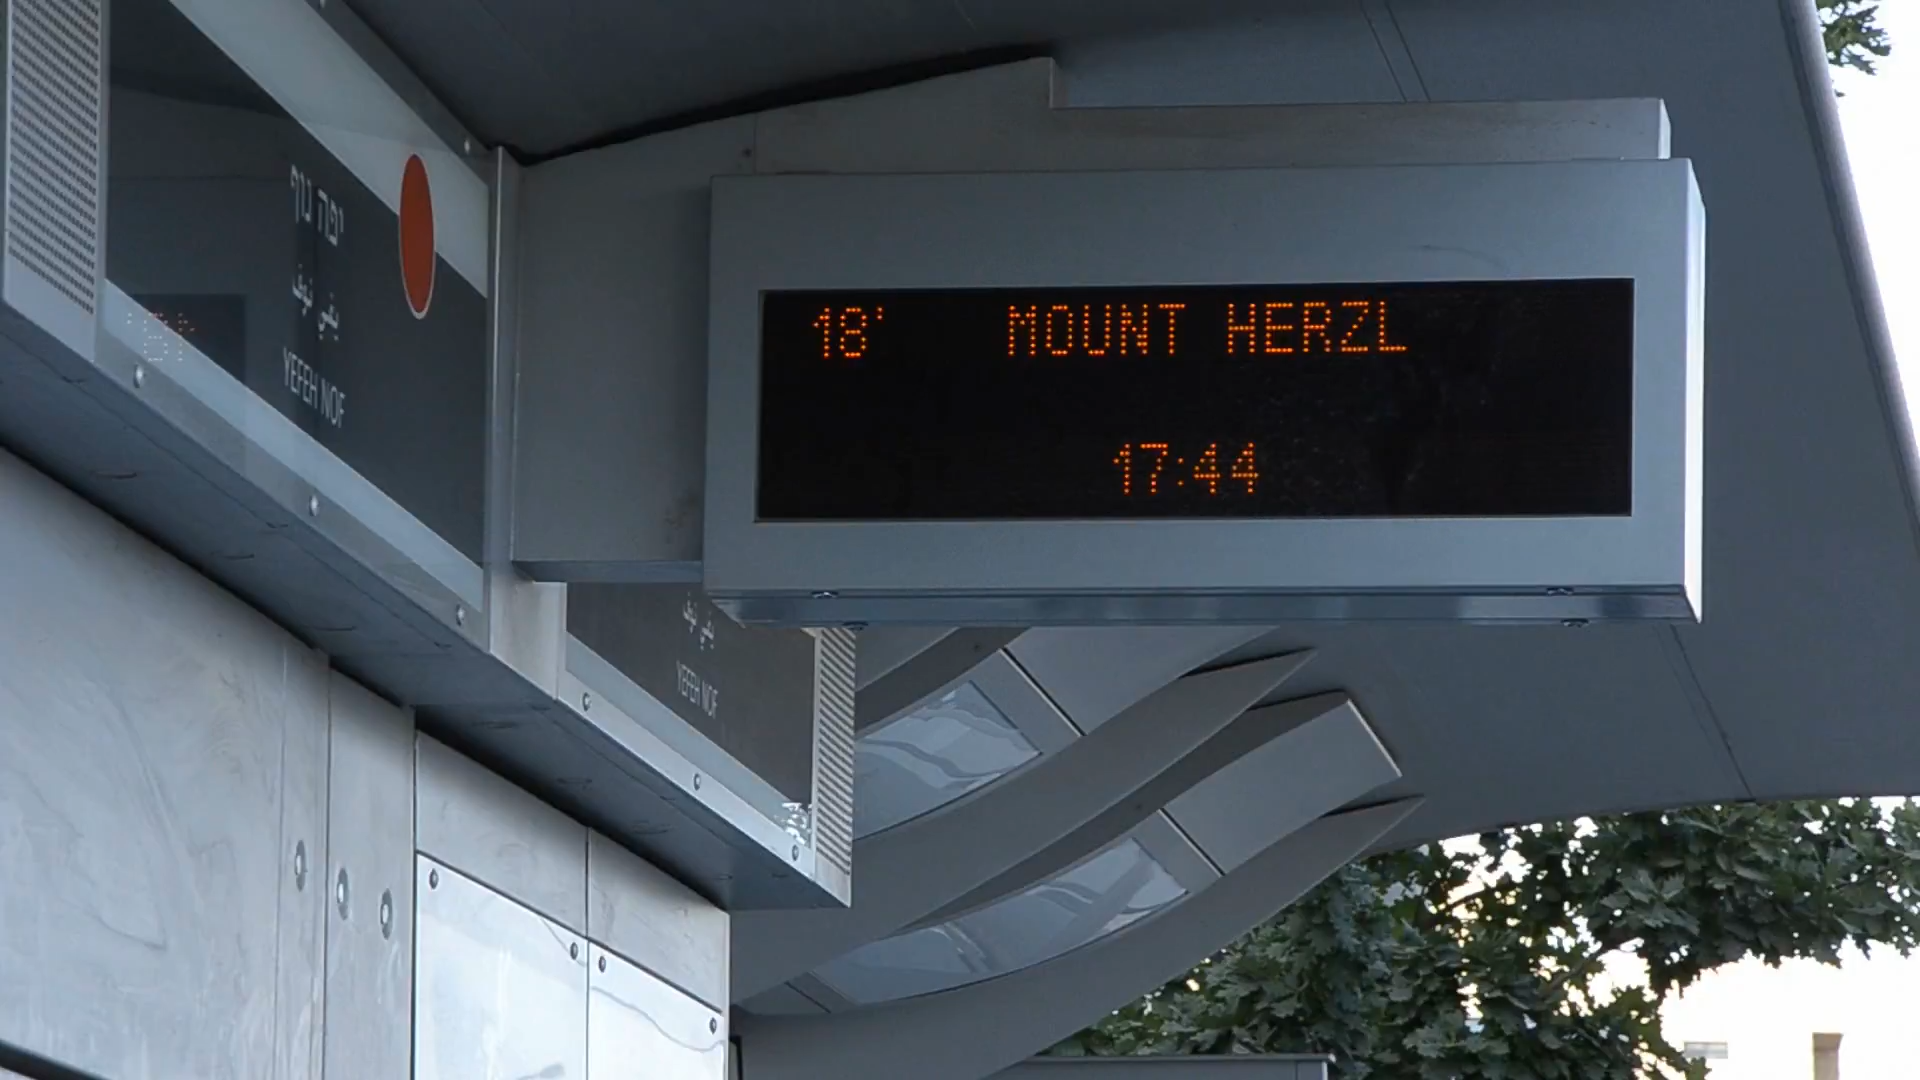 יפה נוף
يفي نوف
YEFEH NOF
18' MOUNT HERZL
17:44
يفي نوف
YEFEH NOF